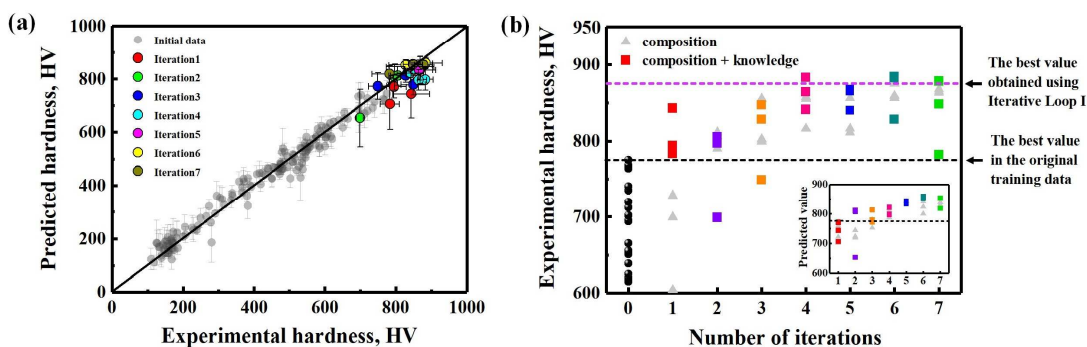 (a)
Predicted hardness, HV
1000
800
600
400
200
0
Initial data
Iteration1
Iteration2
Iteration3
Iteration4
Iteration5
Iteration6
Iteration7
0 200 400 600 800 1000
Experimental hardness, HV
(b)
Experimental hardness, HV
950
900
800
700
600
composition
composition + knowledge
Predicted value
900
800
700
600
1 2 3 4 5 6 7
0 1 2 3 4 5 6 7
Number of iterations
The best value
obtained using
Iterative Loop I
The best value
in the original
training data